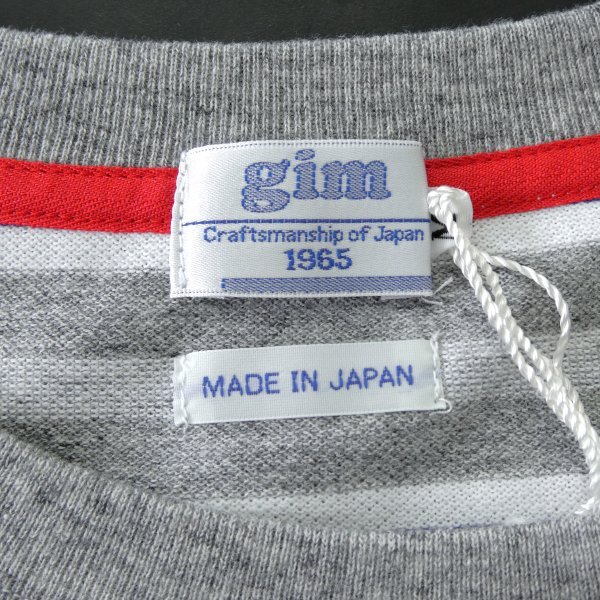 gim
Craftsmanship of Japan
1965
MADE IN JAPAN